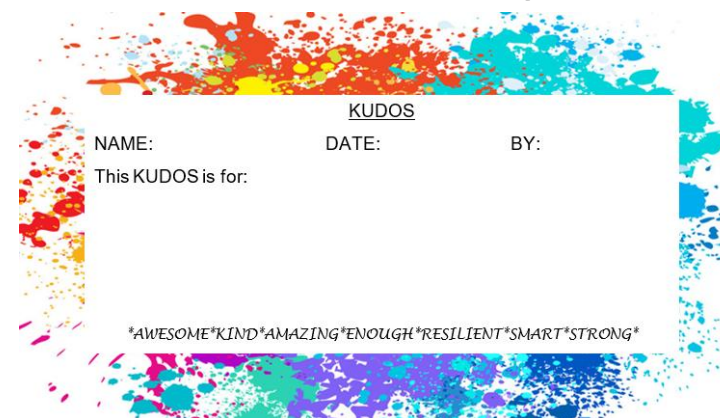 KUDOS
NAME: DATE: BY:
This KUDOS is for:
*AWESOME*KIND*AMAZING*ENOUGH*RESILIENT*SMART*STRONG*